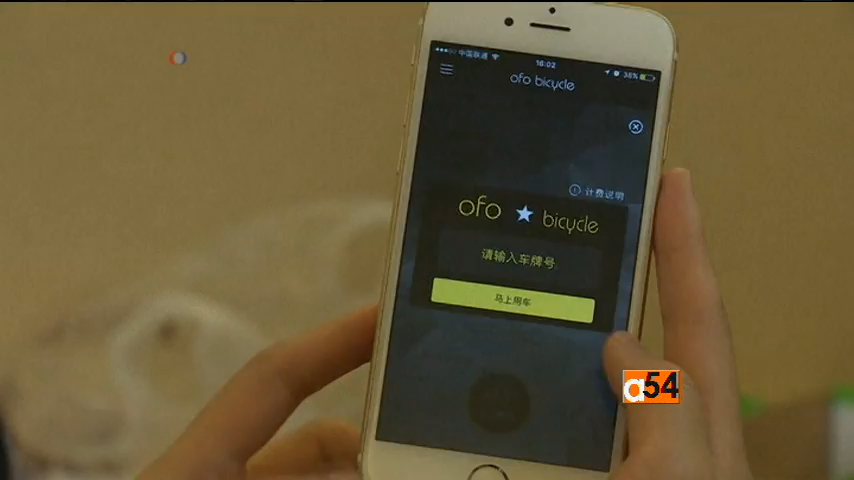 中国联通
16:02
38%
ofo bicycle
计费说明
ofo ★ bicycle
请输入车牌号
马上用车
a54